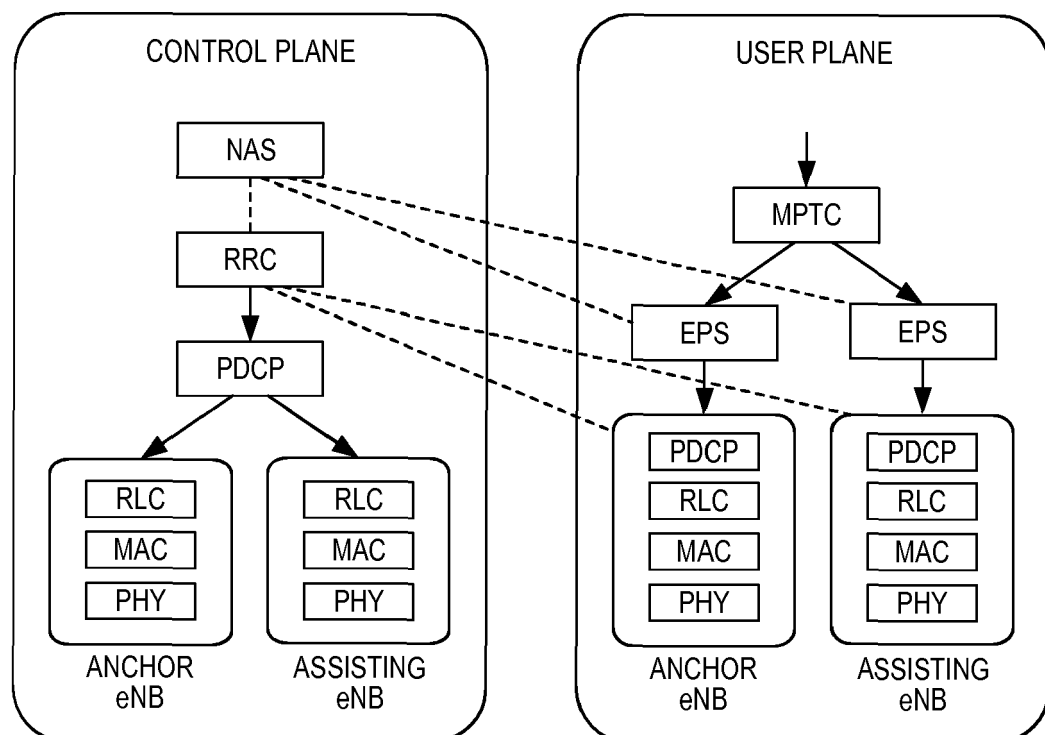 CONTROL PLANE
NAS
RRC
PDCP
RLC
MAC
PHY
ANCHOR
eNB
RLC
MAC
PHY
ASSISTING
eNB
USER PLANE
MPTC
EPS
EPS
PDCP
RLC
MAC
PHY
ANCHOR
eNB
PDCP
RLC
MAC
PHY
ASSISTING
eNB